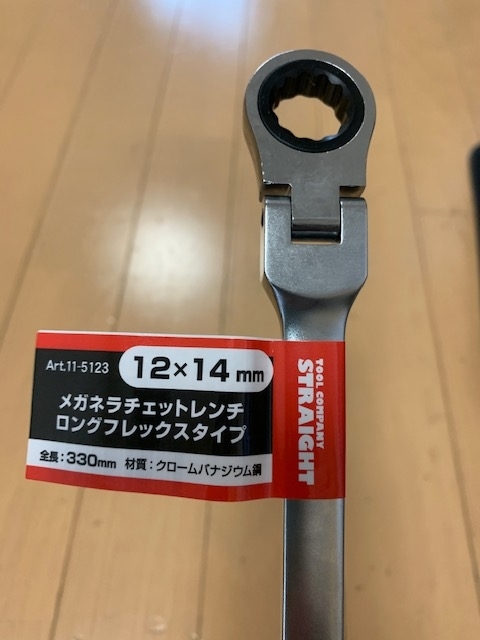 Art.11-5123
12×14mm
メガネラチェットレンチ
ロングフレックスタイプ
全長：330mm 材質：クロームバナジウム鋼
TOOL COMPANY
STRAIGHT